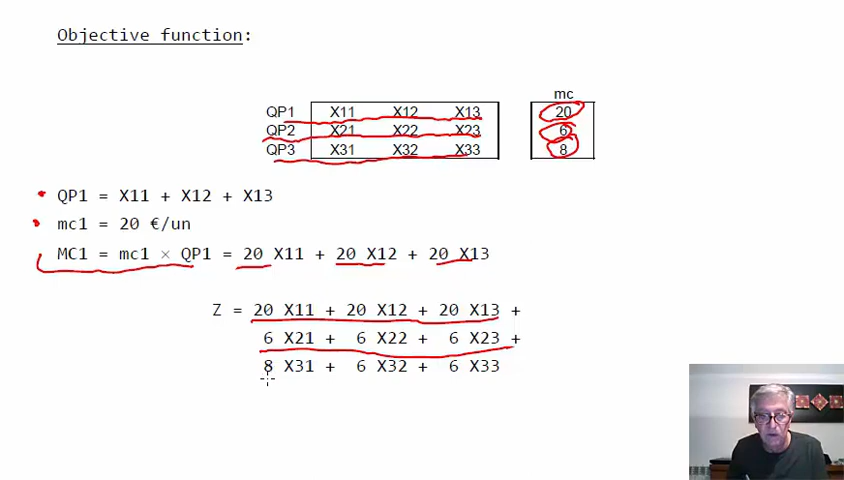 Objective function:
mc
QP1 X11 X12 X13 20
QP2 X21 X22 X23 6
QP3 X31 X32 X33 8
QP1 = X11 + X12 + X13
mc1 = 20 €/un
MC1 = mc1 × QP1 = 20 X11 + 20 X12 + 20 X13
Z = 20 X11 + 20 X12 + 20 X13 +
6 X21 + 6 X22 + 6 X23 +
8 X31 + 6 X32 + 6 X33